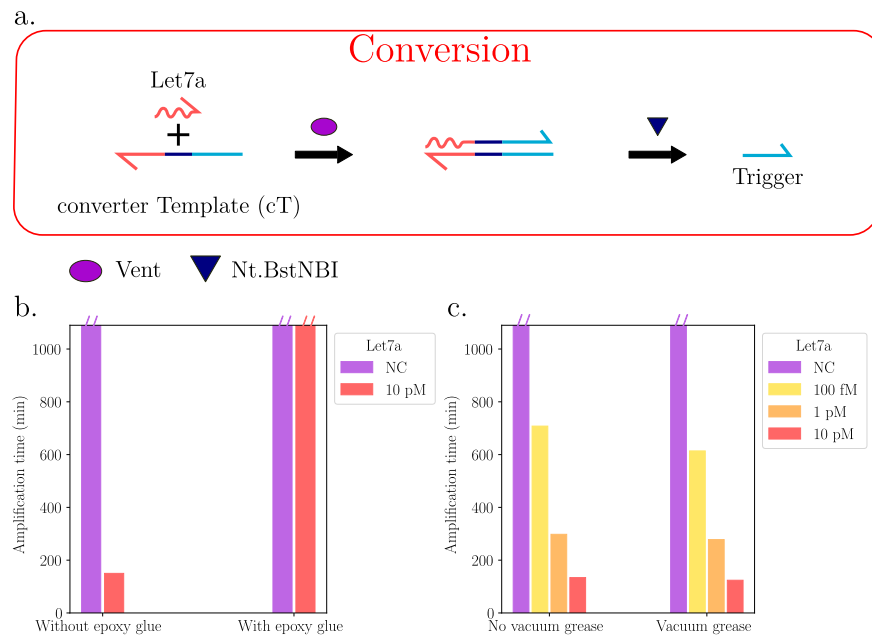 a.
Conversion
Let7a
converter Template (cT)
Trigger
Vent
Nt.BstNBI
b.
Amplification time (min)
1000
800
600
400
200
0
Without epoxy glue
With epoxy glue
Let7a
NC
10 pM
c.
Amplification time (min)
1000
800
600
400
200
0
No vacuum grease
Vacuum grease
Let7a
NC
100 fM
1 pM
10 pM